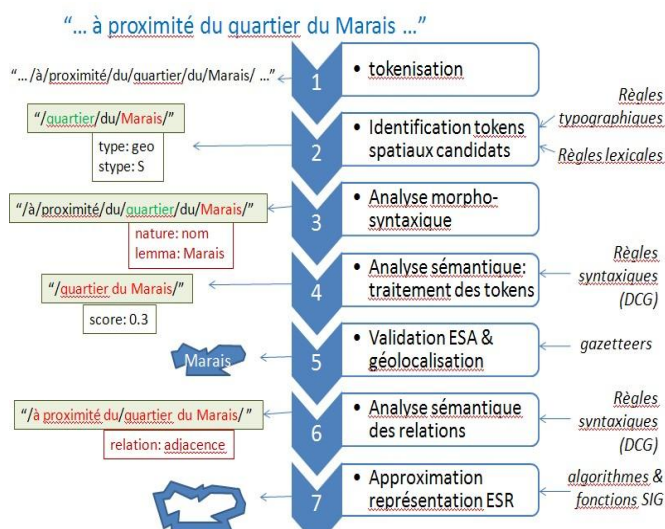 “... à proximité du quartier du Marais ...”
“.../à/proximité/du/quartier/du/Marais/ ...”
1
• tokenisation
“/quartier/du/Marais/”
type: geo
stype: S
2
• Identification tokens
spatiaux candidats
Règles
typographiques
Règles lexicales
“/à/proximité/du/quartier/du/Marais/”
nature: nom
lemma: Marais
3
• Analyse morpho-
syntaxique
“/quartier du Marais/”
score: 0.3
4
• Analyse sémantique:
traitement des tokens
Règles
syntaxiques
(DCG)
Marais
5
• Validation ESA &
géolocalisation
gazetteers
“/à proximité du/quartier du Marais/ ”
relation: adjacence
6
• Analyse sémantique
des relations
Règles
syntaxiques
(DCG)
7
• Approximation
représentation ESR
algorithmes &
fonctions SIG